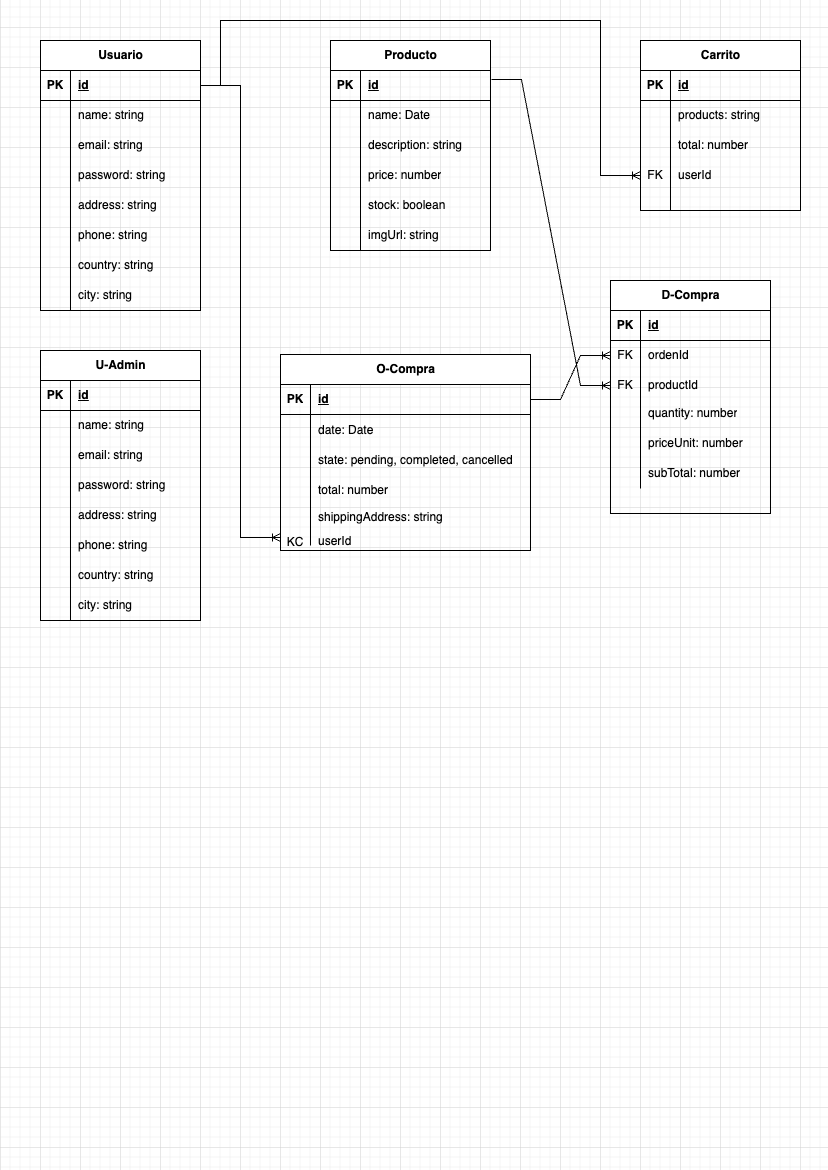 Usuario
PK id
name: string
email: string
password: string
address: string
phone: string
country: string
city: string
Producto
PK id
name: Date
description: string
price: number
stock: boolean
imgUrl: string
Carrito
PK id
products: string
total: number
FK userId
U-Admin
PK id
name: string
email: string
password: string
address: string
phone: string
country: string
city: string
O-Compra
PK id
date: Date
state: pending, completed, cancelled
total: number
shippingAddress: string
KC userId
D-Compra
PK id
FK ordenId
FK productId
quantity: number
priceUnit: number
subTotal: number